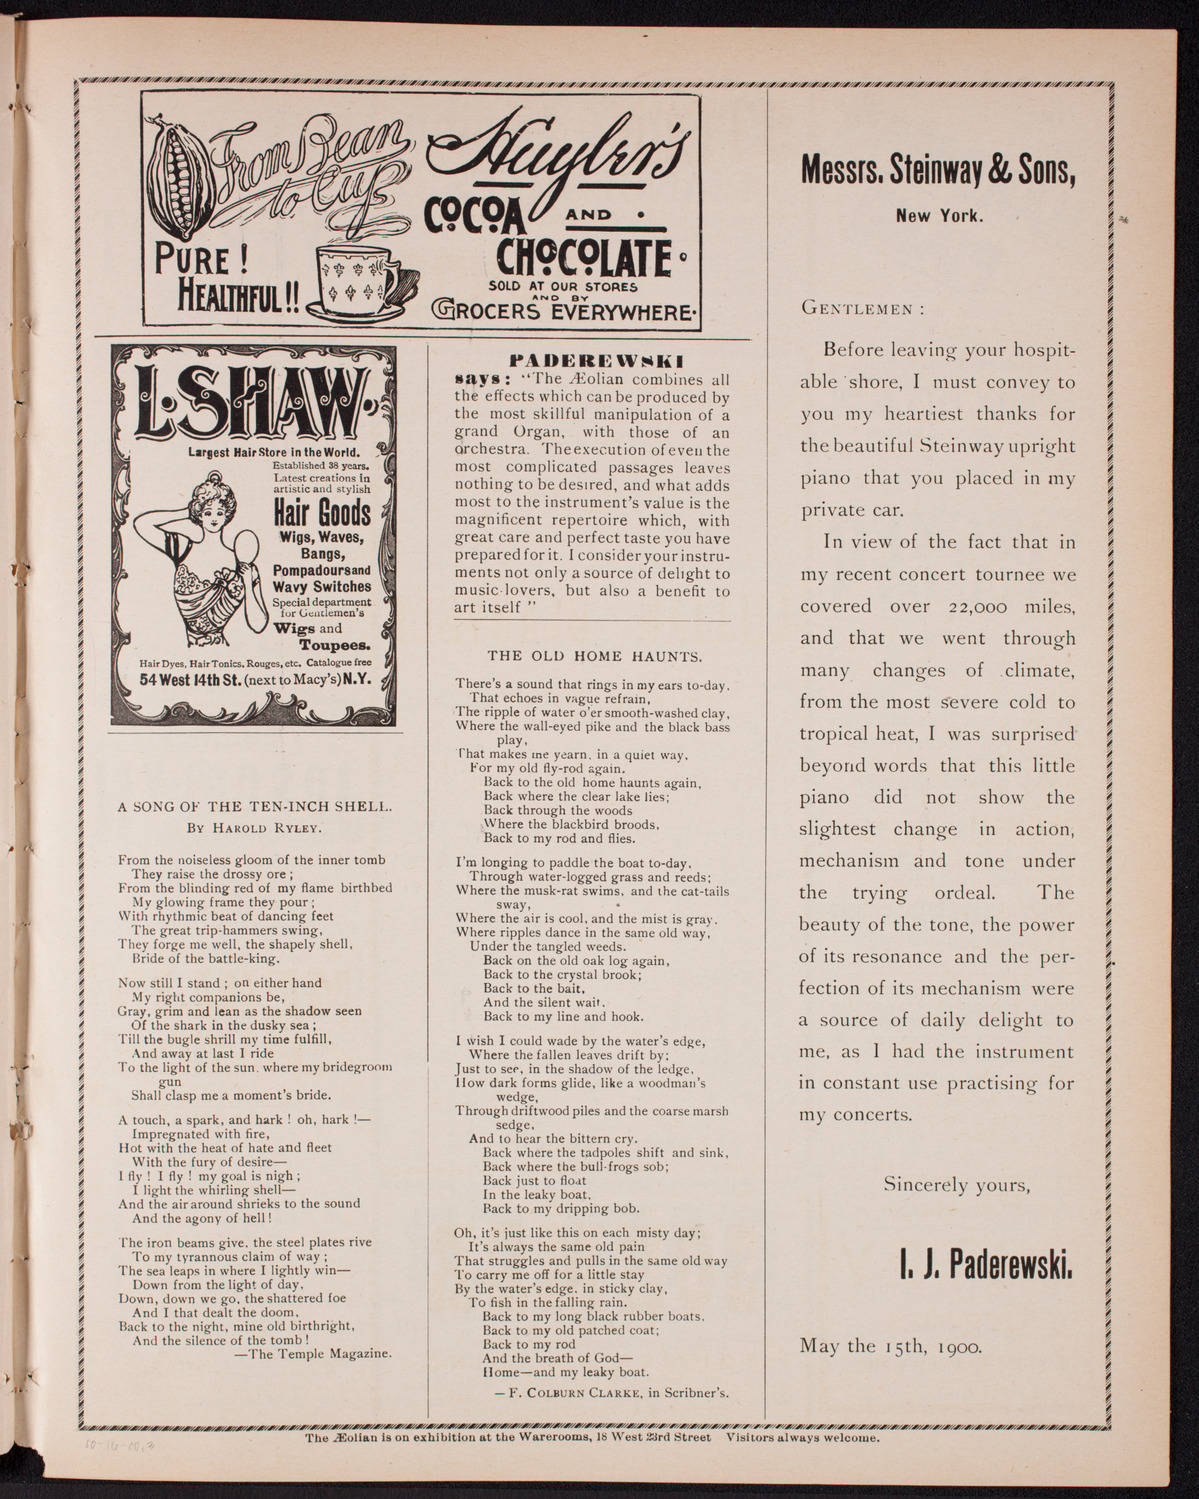 From Bean
to Cup
PURE!
HEALTHFUL!!
Huyler's
COCOA AND
CHOCOLATE
SOLD AT OUR STORES
AND BY
GROCERS EVERYWHERE.
L. SHAW.
Largest Hair Store in the World.
Established 38 years.
Latest creations in
artistic and stylish
Hair Goods
Wigs, Waves,
Bangs,
Pompadours and
Wavy Switches
Special department
for Gentlemen's
Wigs and
Toupees.
Hair Dyes, Hair Tonics, Rouges, etc. Catalogue free
54 West 14th St. (next to Macy's) N.Y.
A SONG OF THE TEN-INCH SHELL.
BY HAROLD RYLEY.
From the noiseless gloom of the inner tomb
They raise the drossy ore;
From the blinding red of my flame birthbed
My glowing frame they pour;
With rhythmic beat of dancing feet
The great trip-hammers swing,
They forge me well, the shapely shell,
Bride of the battle-king.
Now still I stand; on either hand
My right companions be,
Gray, grim and lean as the shadow seen
Of the shark in the dusky sea;
Till the bugle shrill my time fulfill,
And away at last I ride
To the light of the sun, where my bridegroom
gun
Shall clasp me a moment's bride.
A touch, a spark, and hark! oh, hark!—
Impregnated with fire,
Hot with the heat of hate and fleet
With the fury of desire—
I fly! I fly! my goal is nigh;
I light the whirling shell—
And the air around shrieks to the sound
And the agony of hell!
The iron beams give, the steel plates rive
To my tyrannous claim of way;
The sea leaps in where I lightly win—
Down from the light of day,
Down, down we go, the shattered foe
And I that dealt the doom,
Back to the night, mine old birthright,
And the silence of the tomb!
—The Temple Magazine.
PADEREWSKI
says: "The Æolian combines all
the effects which can be produced by
the most skillful manipulation of a
grand Organ, with those of an
orchestra. The execution of even the
most complicated passages leaves
nothing to be desired, and what adds
most to the instrument's value is the
magnificent repertoire which, with
great care and perfect taste you have
prepared for it. I consider your instru-
ments not only a source of delight to
music-lovers, but also a benefit to
art itself"
THE OLD HOME HAUNTS.
There's a sound that rings in my ears to-day,
That echoes in vague refrain,
The ripple of water o'er smooth-washed clay,
Where the wall-eyed pike and the black bass
play,
That makes me yearn, in a quiet way,
For my old fly-rod again.
Back to the old home haunts again,
Back where the clear lake lies;
Back through the woods
Where the blackbird broods,
Back to my rod and flies.
I'm longing to paddle the boat to-day,
Through water-logged grass and reeds;
Where the musk-rat swims, and the cat-tails
sway,
Where the air is cool, and the mist is gray,
Where ripples dance in the same old way,
Under the tangled weeds.
Back on the old oak log again,
Back to the crystal brook;
Back to the bait,
And the silent wait,
Back to my line and hook.
I wish I could wade by the water's edge,
Where the fallen leaves drift by;
Just to see, in the shadow of the ledge,
How dark forms glide, like a woodman's
wedge,
Through driftwood piles and the coarse marsh
sedge,
And to hear the bittern cry.
Back where the tadpoles shift and sink,
Back where the bull-frogs sob;
Back just to float
In the leaky boat,
Back to my dripping bob.
Oh, it's just like this on each misty day;
It's always the same old pain
That struggles and pulls in the same old way
To carry me off for a little stay
By the water's edge, in sticky clay,
To fish in the falling rain.
Back to my long black rubber boats,
Back to my old patched coat;
Back to my rod
And the breath of God—
Home—and my leaky boat.
—F. COLBURN CLARKE, in Scribner's.
Messrs. Steinway & Sons,
New York.
GENTLEMEN:
Before leaving your hospit-
able shore, I must convey to
you my heartiest thanks for
the beautiful Steinway upright
piano that you placed in my
private car.
In view of the fact that in
my recent concert tournee we
covered over 22,000 miles,
and that we went through
many changes of climate,
from the most severe cold to
tropical heat, I was surprised
beyond words that this little
piano did not show the
slightest change in action,
mechanism and tone under
the trying ordeal. The
beauty of the tone, the power
of its resonance and the per-
fection of its mechanism were
a source of daily delight to
me, as I had the instrument
in constant use practising for
my concerts.
Sincerely yours,
I. J. Paderewski.
May the 15th, 1900.
The Æolian is on exhibition at the Warerooms, 18 West 23rd Street Visitors always welcome.